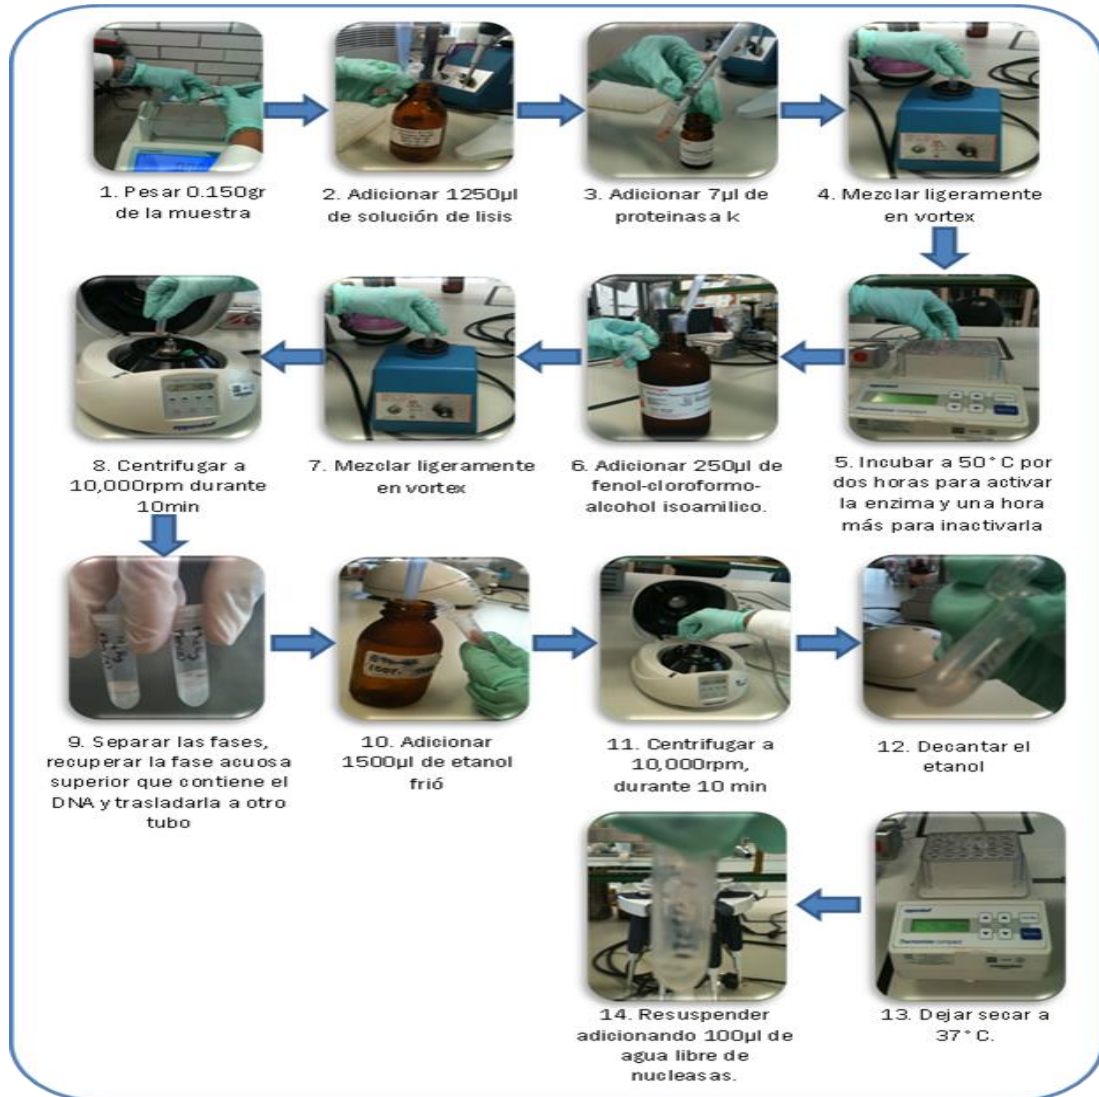 1. Pesar 0.150gr
de la muestra
2. Adicionar 1250µl
de solución de lisis
3. Adicionar 7µl de
proteinasa k
4. Mezclar ligeramente
en vortex
5. Incubar a 50°C por
dos horas para activar
la enzima y una hora
más para inactivarla
6. Adicionar 250µl de
fenol-cloroformo-
alcohol isoamilico.
7. Mezclar ligeramente
en vortex
8. Centrifugar a
10,000rpm durante
10min
eppendorf
9. Separar las fases,
recuperar la fase acuosa
superior que contiene el
DNA y trasladarla a otro
tubo
10. Adicionar
1500µl de etanol
frió
11. Centrifugar a
10,000rpm,
durante 10 min
12. Decantar el
etanol
eppendorf
Thermomixer compact
13. Dejar secar a
37°C.
14. Resuspender
adicionando 100µl de
agua libre de
nucleasas.